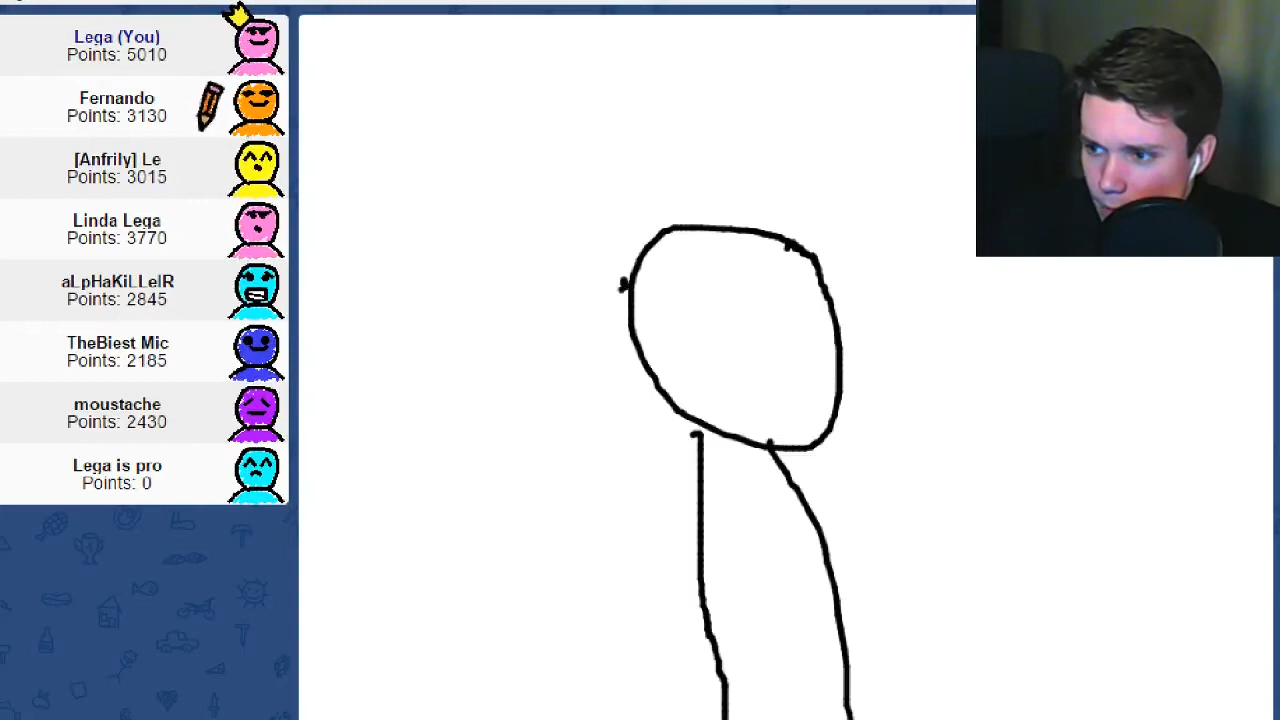 Lega (You)
Points: 5010
Fernando
Points: 3130
[Anfrily] Le
Points: 3015
Linda Lega
Points: 3770
aLpHaKiLLeIR
Points: 2845
TheBiest Mic
Points: 2185
moustache
Points: 2430
Lega is pro
Points: 0